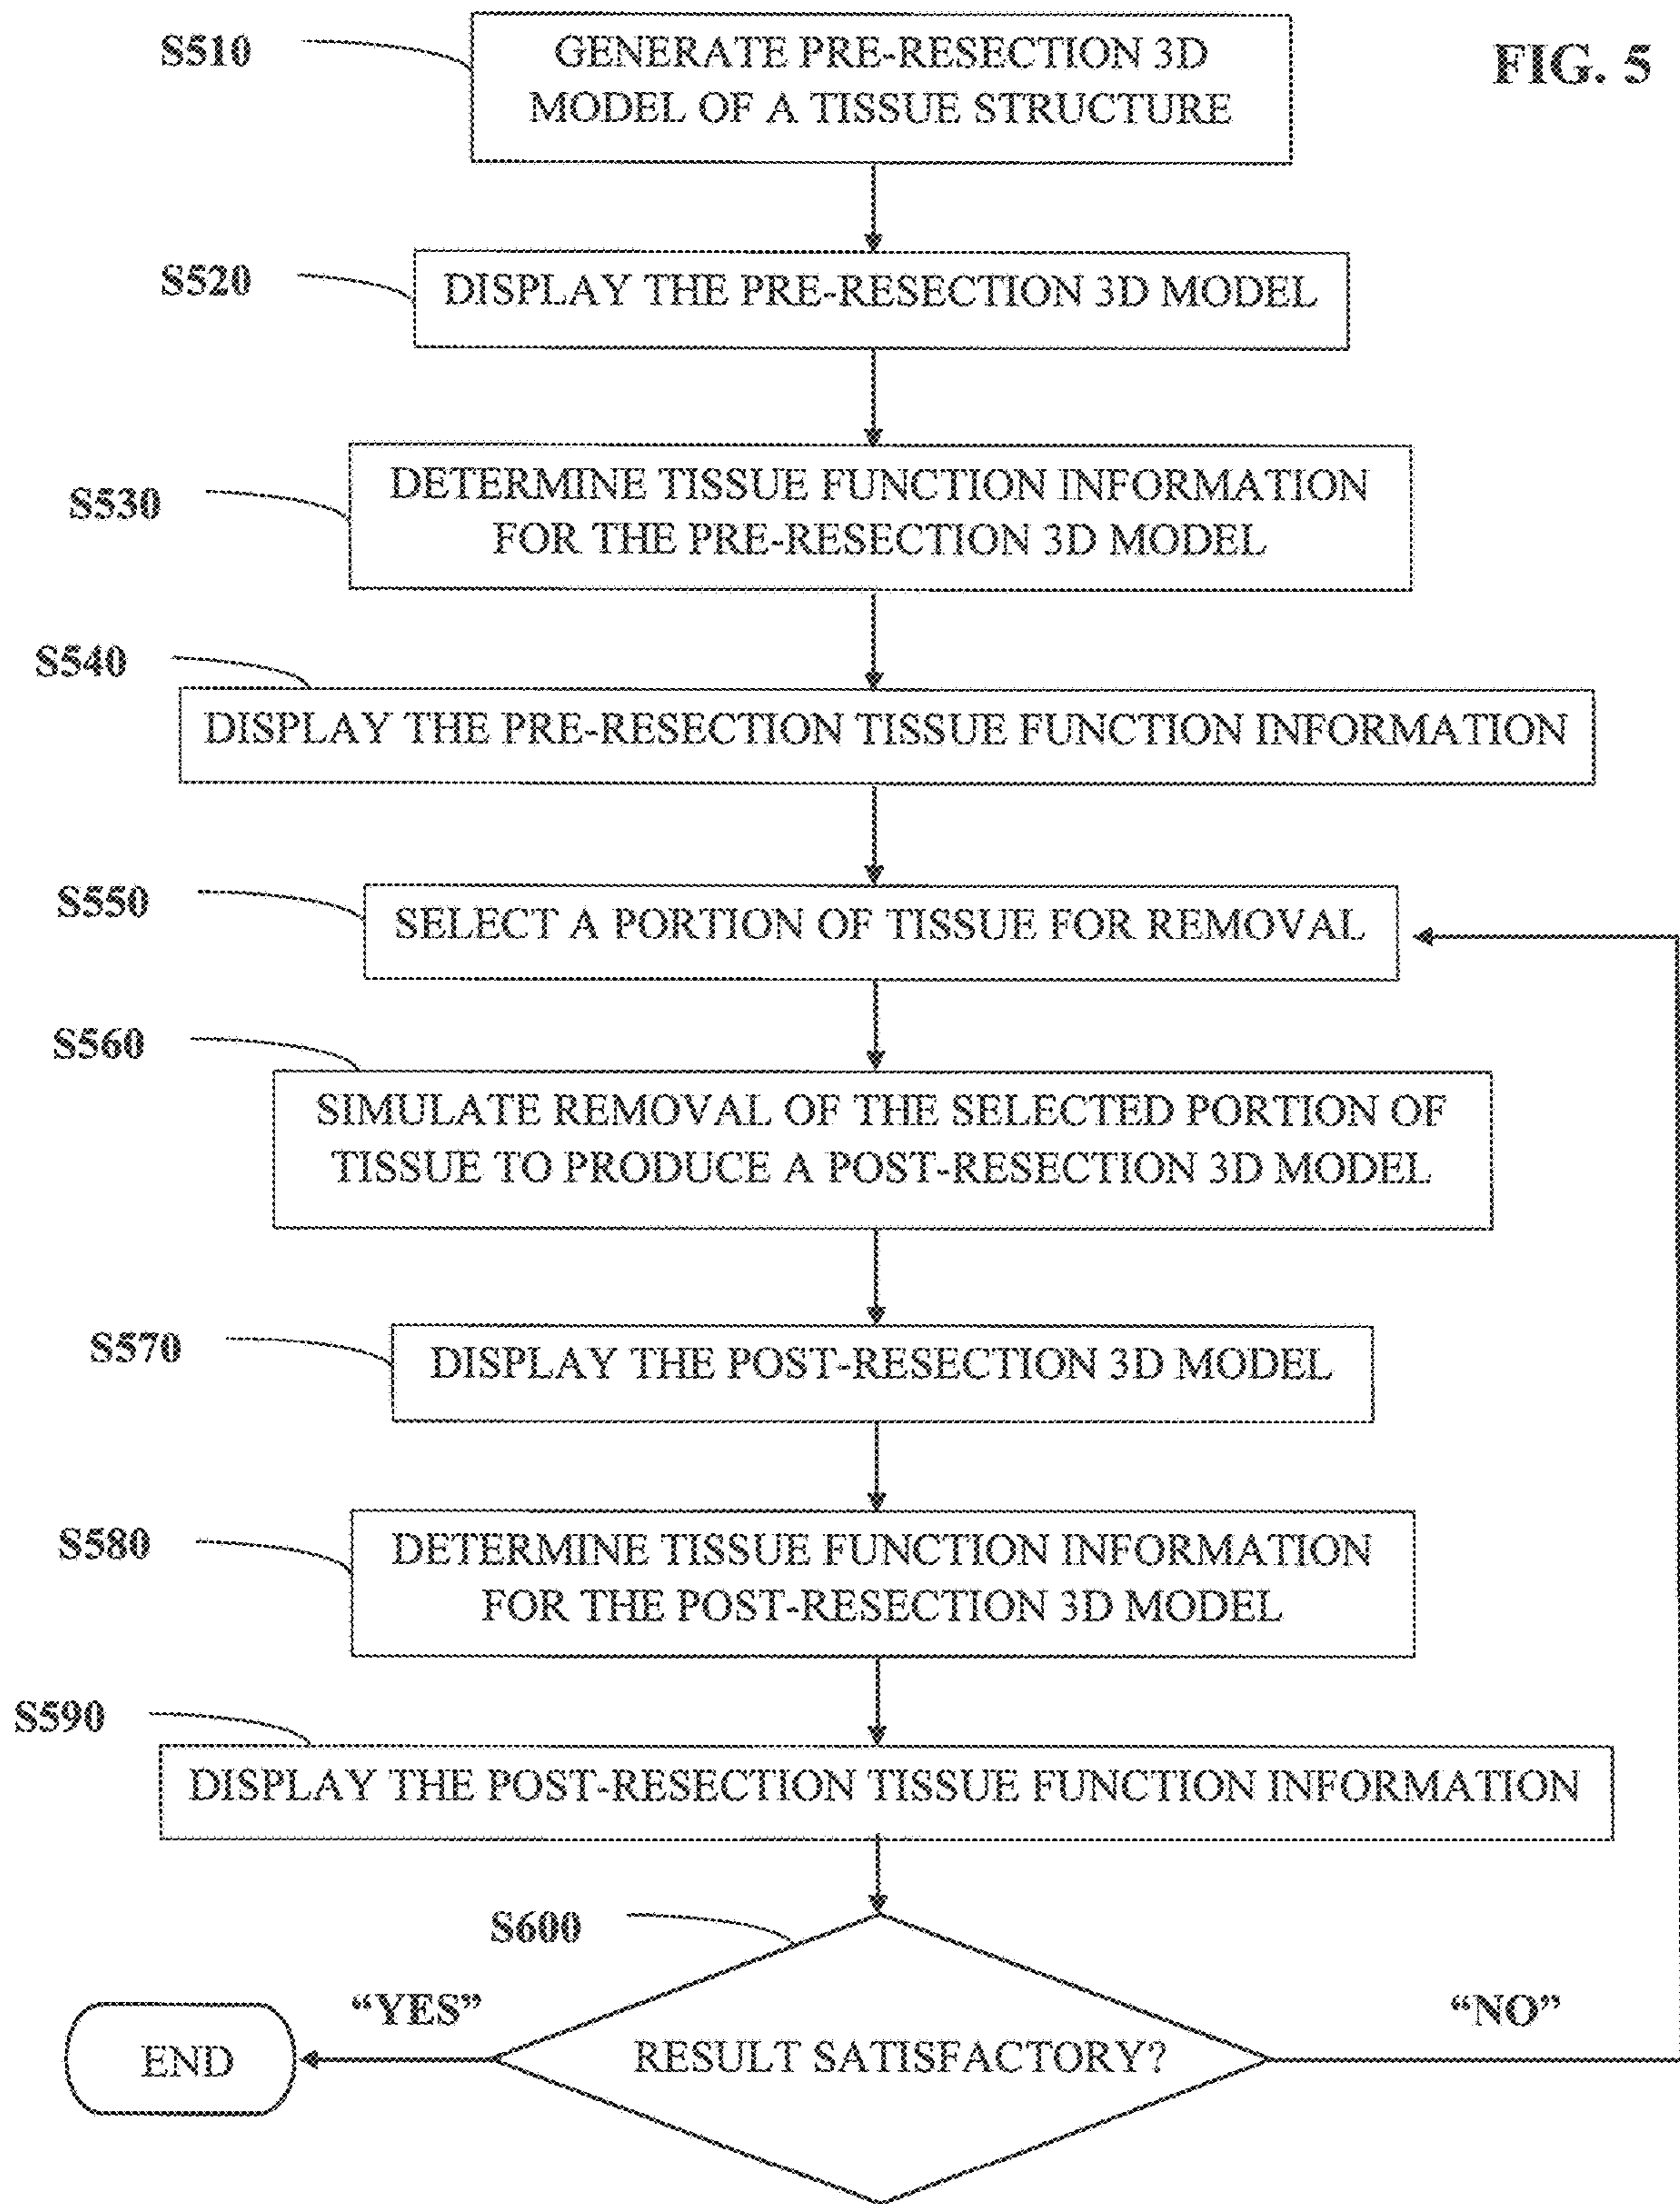 FIG. 5
S510
GENERATE PRE-RESECTION 3D
MODEL OF A TISSUE STRUCTURE
S520
DISPLAY THE PRE-RESECTION 3D MODEL
S530
DETERMINE TISSUE FUNCTION INFORMATION
FOR THE PRE-RESECTION 3D MODEL
S540
DISPLAY THE PRE-RESECTION TISSUE FUNCTION INFORMATION
S550
SELECT A PORTION OF TISSUE FOR REMOVAL
S560
SIMULATE REMOVAL OF THE SELECTED PORTION OF
TISSUE TO PRODUCE A POST-RESECTION 3D MODEL
S570
DISPLAY THE POST-RESECTION 3D MODEL
S580
DETERMINE TISSUE FUNCTION INFORMATION
FOR THE POST-RESECTION 3D MODEL
S590
DISPLAY THE POST-RESECTION TISSUE FUNCTION INFORMATION
S600
RESULT SATISFACTORY?
“YES”
END
“NO”